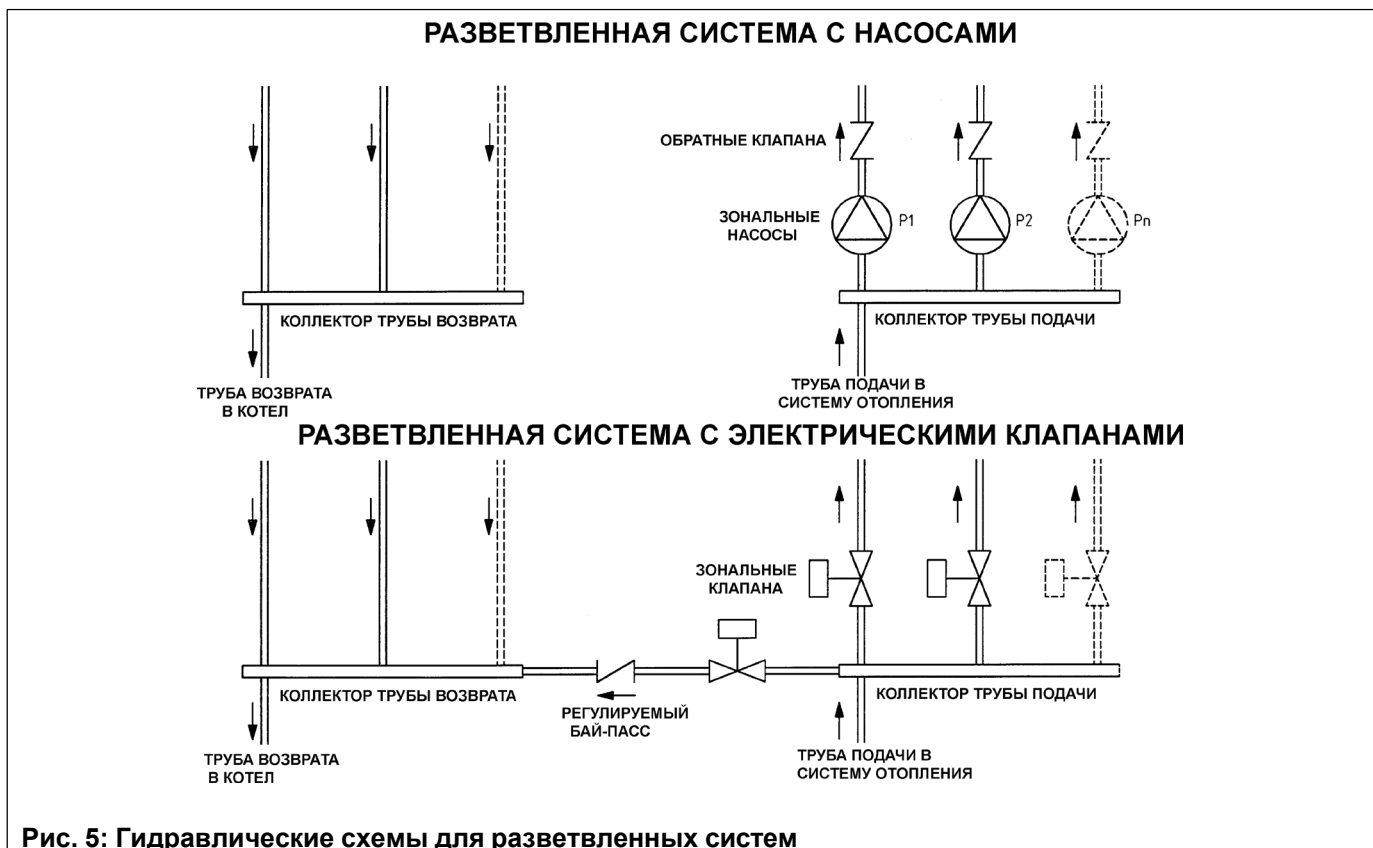 РАЗВЕТВЛЕННАЯ СИСТЕМА С НАСОСАМИ
ОБРАТНЫЕ КЛАПАНА
ЗОНАЛЬНЫЕ
НАСОСЫ
P1
P2
Pn
КОЛЛЕКТОР ТРУБЫ ВОЗВРАТА
КОЛЛЕКТОР ТРУБЫ ПОДАЧИ
ТРУБА ВОЗВРАТА
В КОТЕЛ
ТРУБА ПОДАЧИ В
СИСТЕМУ ОТОПЛЕНИЯ
РАЗВЕТВЛЕННАЯ СИСТЕМА С ЭЛЕКТРИЧЕСКИМИ КЛАПАНАМИ
ЗОНАЛЬНЫЕ
КЛАПАНА
КОЛЛЕКТОР ТРУБЫ ВОЗВРАТА
КОЛЛЕКТОР ТРУБЫ ПОДАЧИ
РЕГУЛИРУЕМЫЙ
БАЙ-ПАСС
ТРУБА ВОЗВРАТА
В КОТЕЛ
ТРУБА ПОДАЧИ В
СИСТЕМУ ОТОПЛЕНИЯ
Рис. 5: Гидравлические схемы для разветвленных систем